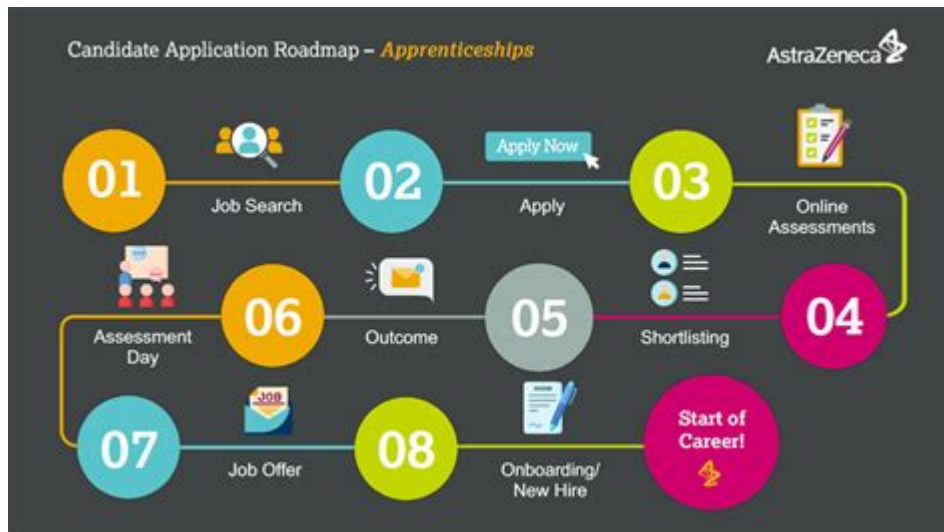 Candidate Application Roadmap – Apprenticeships
AstraZeneca
01
Job Search
02
Apply Now
Apply
03
Online
Assessments
04
Shortlisting
05
Outcome
06
Assessment
Day
07
JOB
Job Offer
08
Onboarding/
New Hire
Start of
Career!